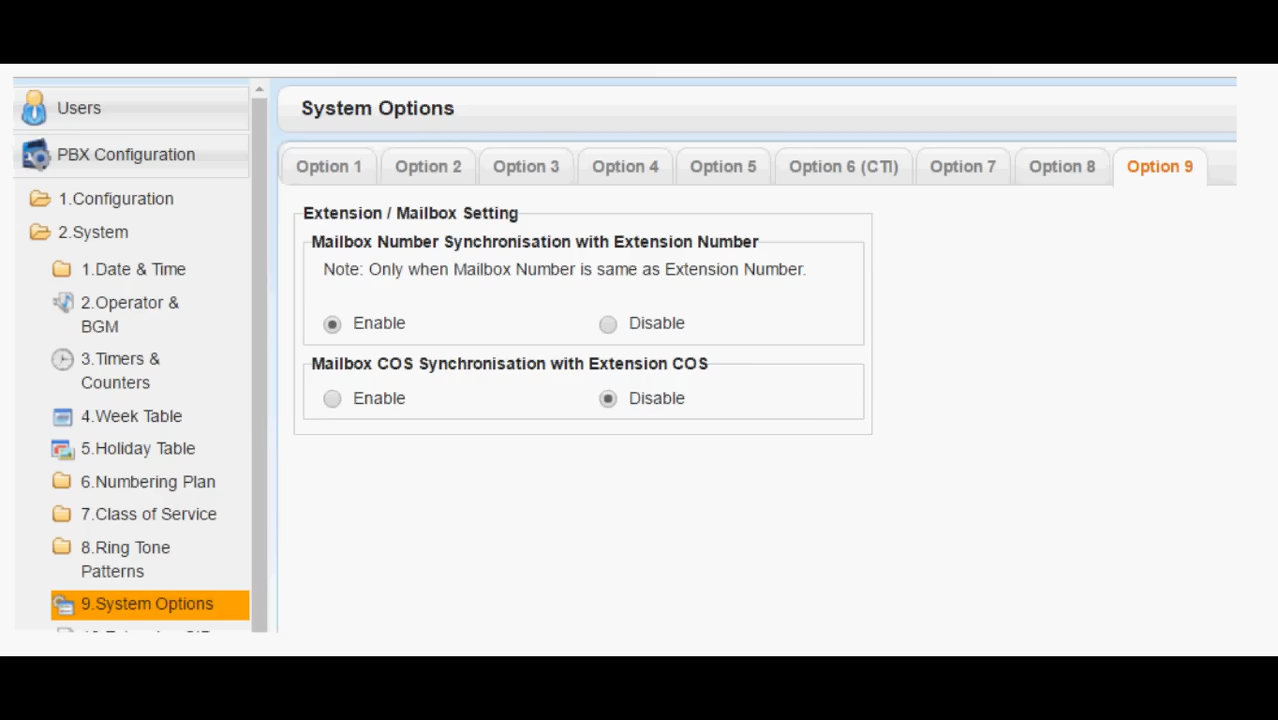 Users
PBX Configuration
1.Configuration
2.System
1.Date & Time
2.Operator &
BGM
3.Timers &
Counters
4.Week Table
5.Holiday Table
6.Numbering Plan
7.Class of Service
8.Ring Tone
Patterns
9.System Options
System Options
Option 1 Option 2 Option 3 Option 4 Option 5 Option 6 (CTI) Option 7 Option 8 Option 9
Extension / Mailbox Setting
Mailbox Number Synchronisation with Extension Number
Note: Only when Mailbox Number is same as Extension Number.
Enable Disable
Mailbox COS Synchronisation with Extension COS
Enable Disable